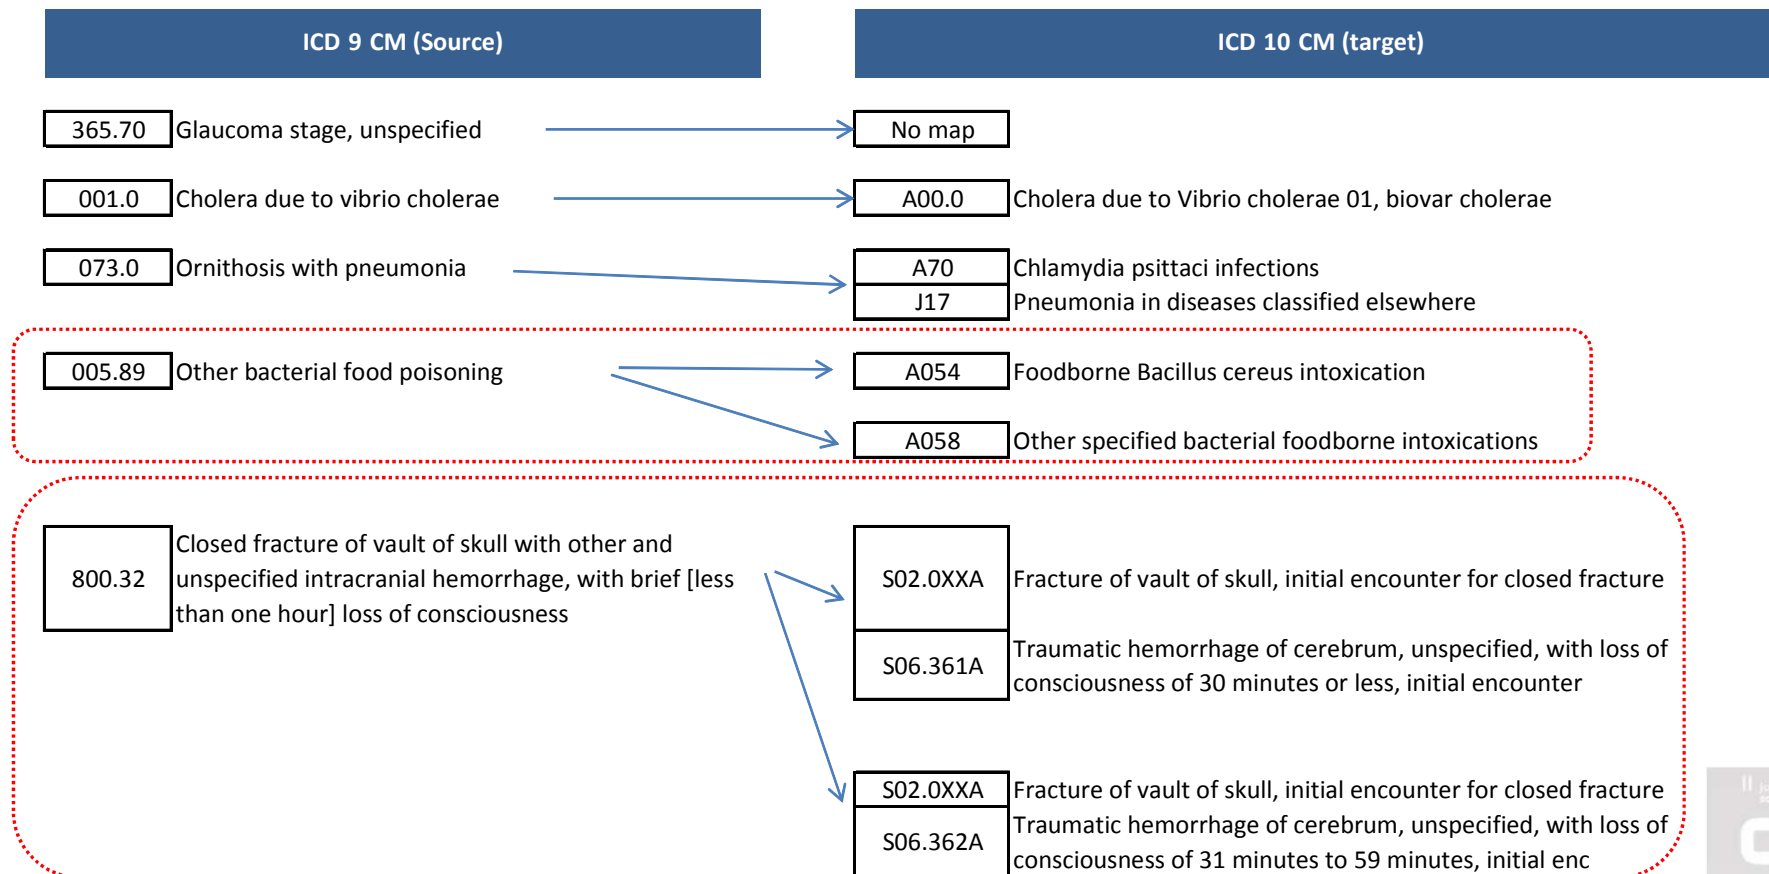 ICD 9 CM (Source)
ICD 10 CM (target)
365.70 Glaucoma stage, unspecified
No map
001.0 Cholera due to vibrio cholerae
A00.0 Cholera due to Vibrio cholerae 01, biovar cholerae
073.0 Ornithosis with pneumonia
A70 Chlamydia psittaci infections
J17 Pneumonia in diseases classified elsewhere
005.89 Other bacterial food poisoning
A054 Foodborne Bacillus cereus intoxication
A058 Other specified bacterial foodborne intoxications
800.32
Closed fracture of vault of skull with other and
unspecified intracranial hemorrhage, with brief [less
than one hour] loss of consciousness
S02.0XXA Fracture of vault of skull, initial encounter for closed fracture
S06.361A
Traumatic hemorrhage of cerebrum, unspecified, with loss of
consciousness of 30 minutes or less, initial encounter
S02.0XXA Fracture of vault of skull, initial encounter for closed fracture
S06.362A
Traumatic hemorrhage of cerebrum, unspecified, with loss of
consciousness of 31 minutes to 59 minutes, initial enc